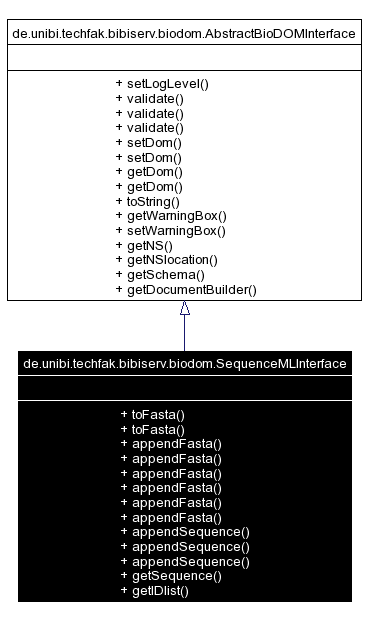 de.unibi.techfak.bibiserv.biodom.AbstractBioDOMInterface
+ setLogLevel()
+ validate()
+ validate()
+ validate()
+ setDom()
+ setDom()
+ getDom()
+ getDom()
+ toString()
+ getWarningBox()
+ setWarningBox()
+ getNS()
+ getNSlocation()
+ getSchema()
+ getDocumentBuilder()
de.unibi.techfak.bibiserv.biodom.SequenceMLInterface
+ toFasta()
+ toFasta()
+ appendFasta()
+ appendFasta()
+ appendFasta()
+ appendFasta()
+ appendFasta()
+ appendFasta()
+ appendSequence()
+ appendSequence()
+ appendSequence()
+ getSequence()
+ getIDlist()